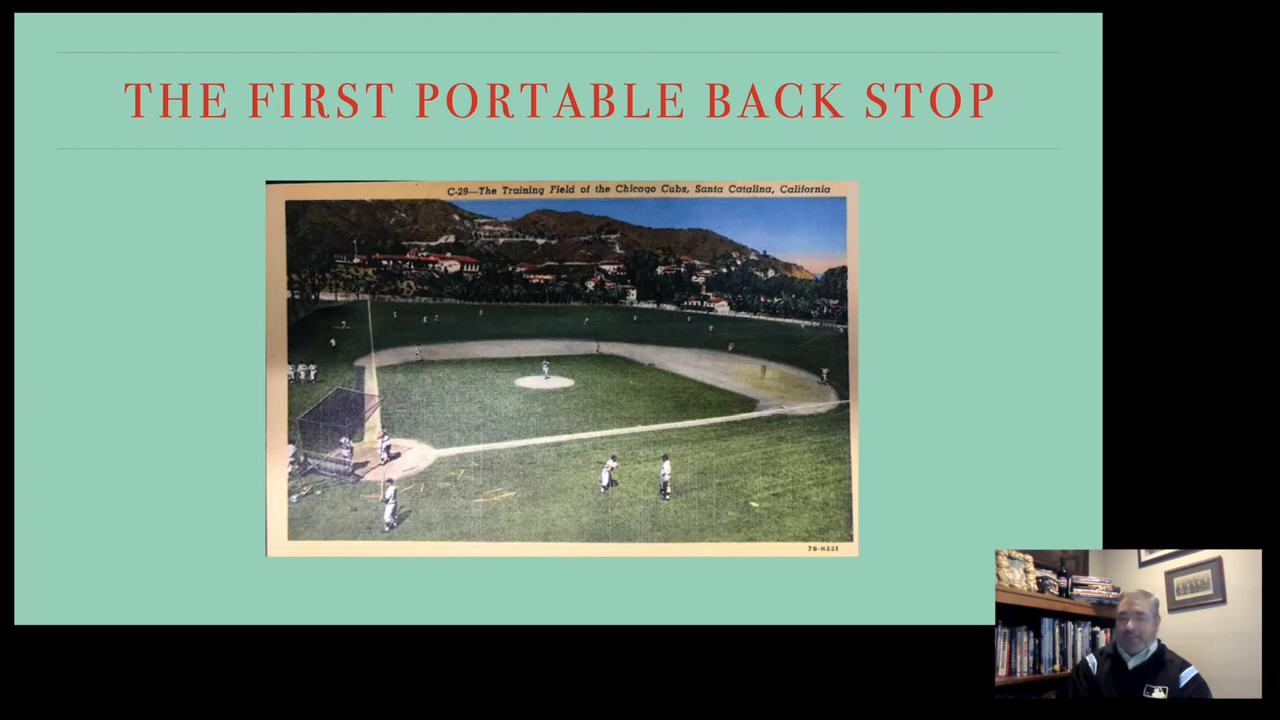 THE FIRST PORTABLE BACK STOP
C-29—The Training Field of the Chicago Cubs, Santa Catalina, California
7B-H221